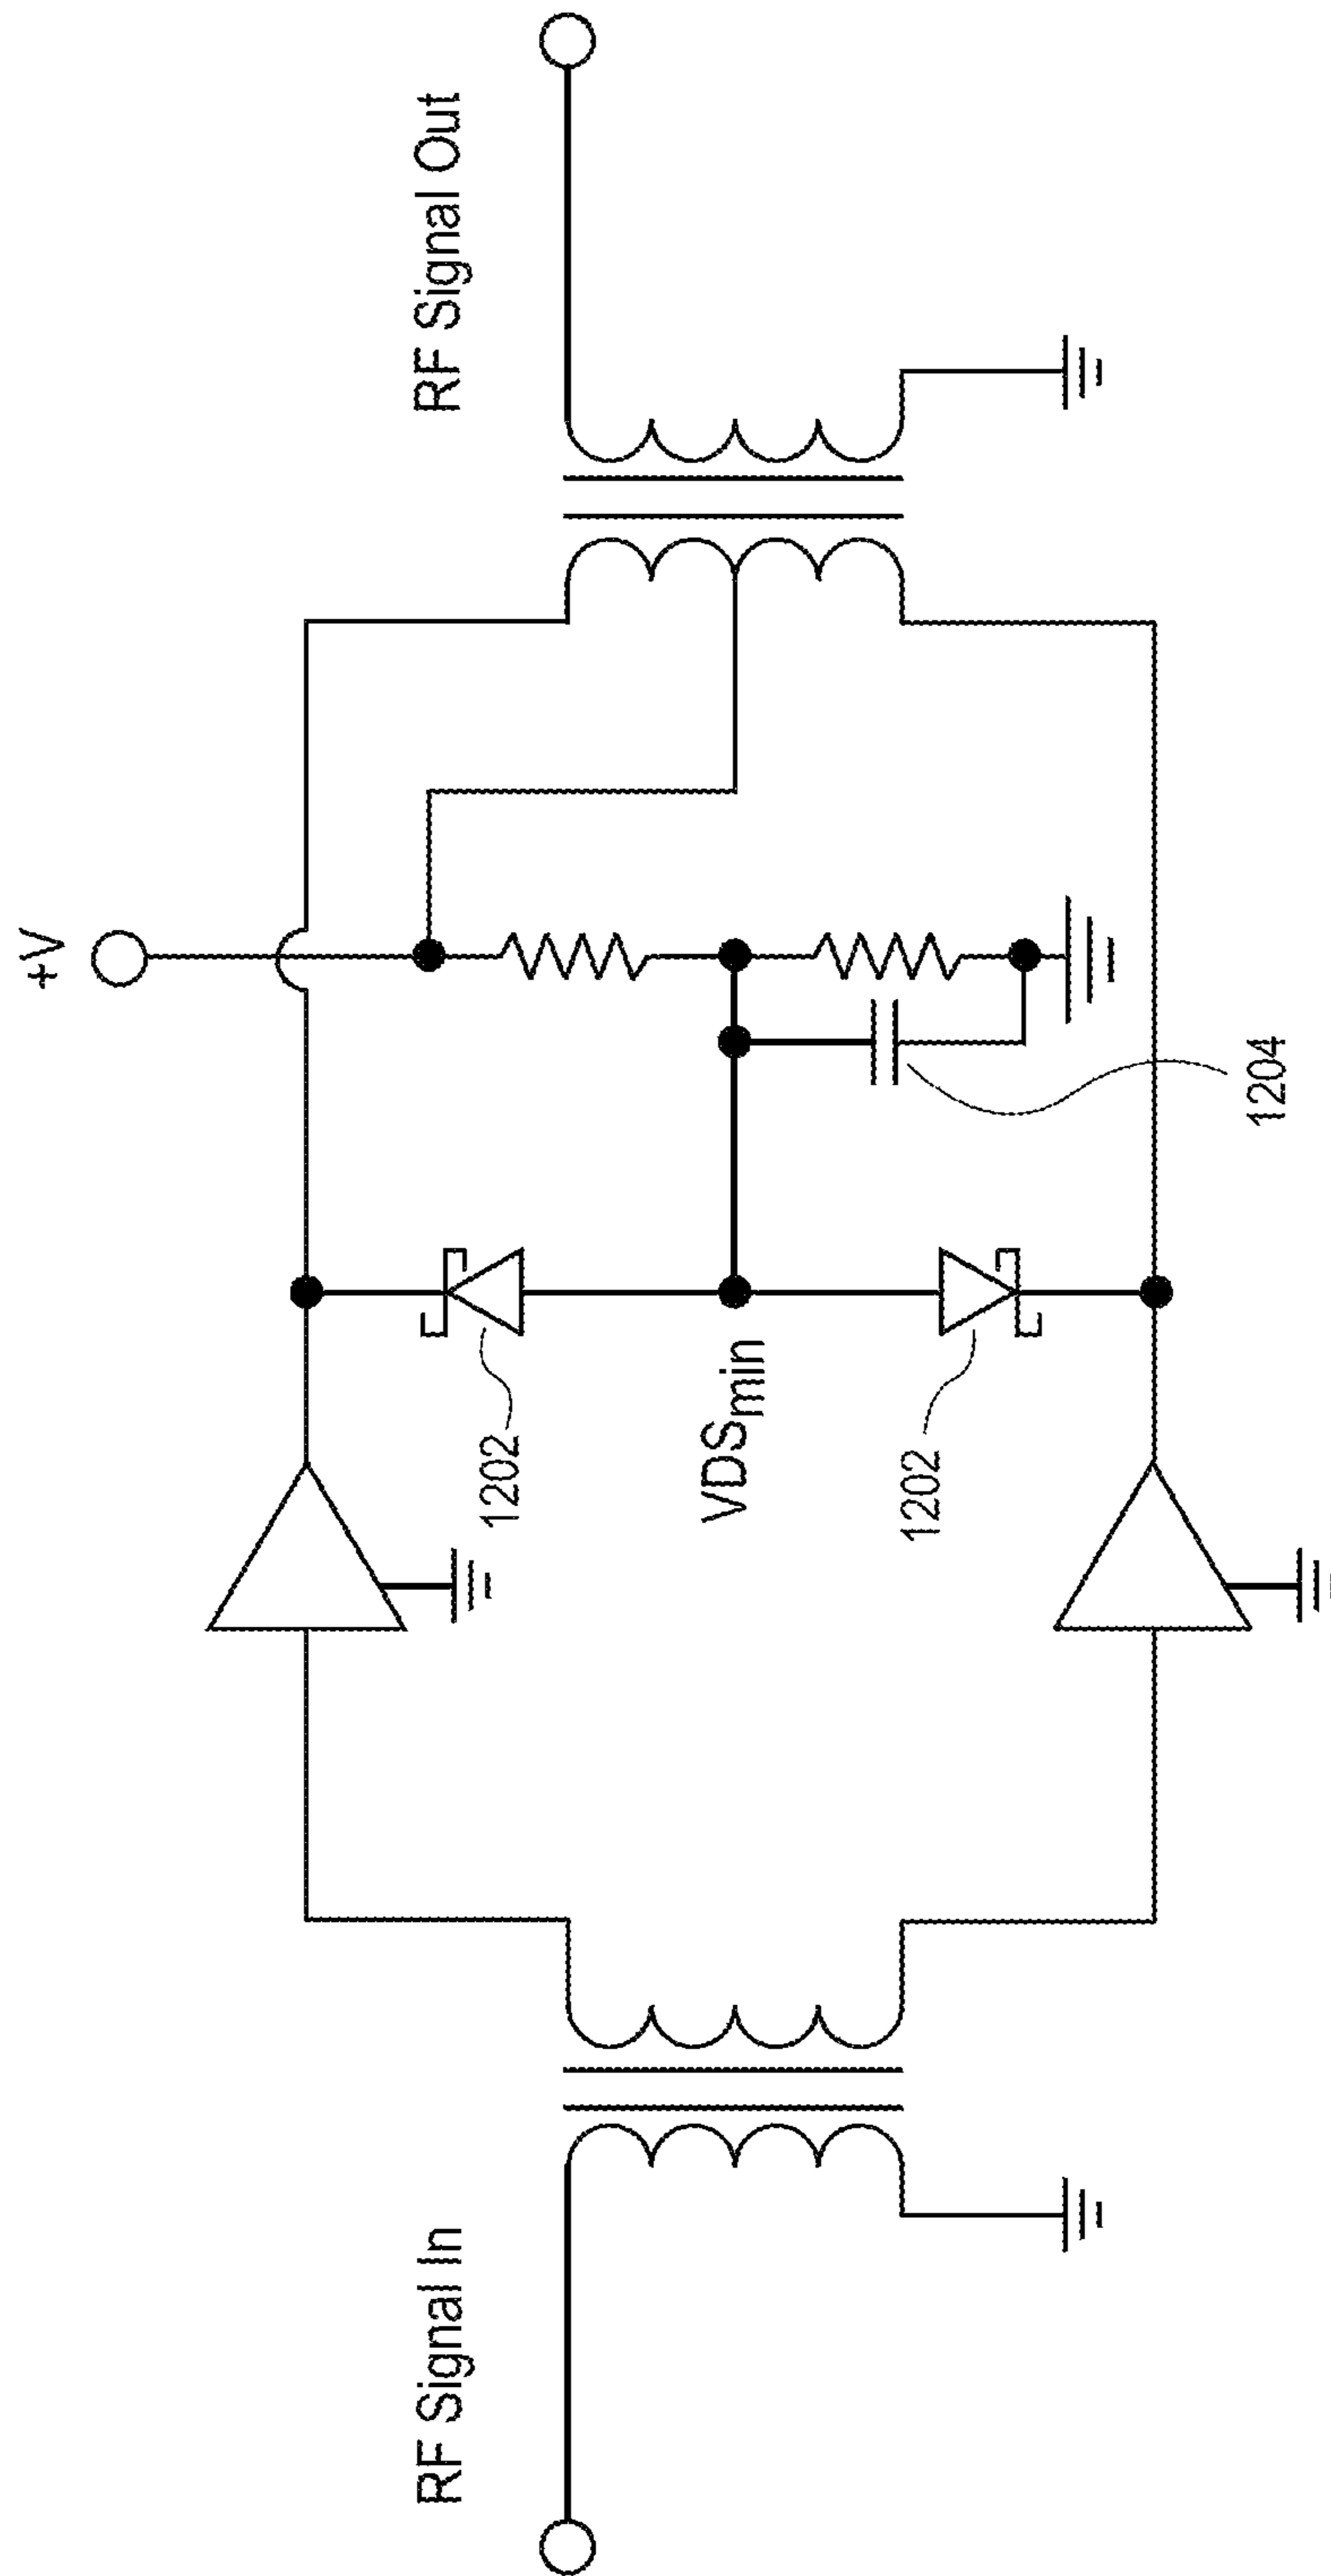 +V
RF Signal In
RF Signal Out
1202
VDSmin
1202
1204